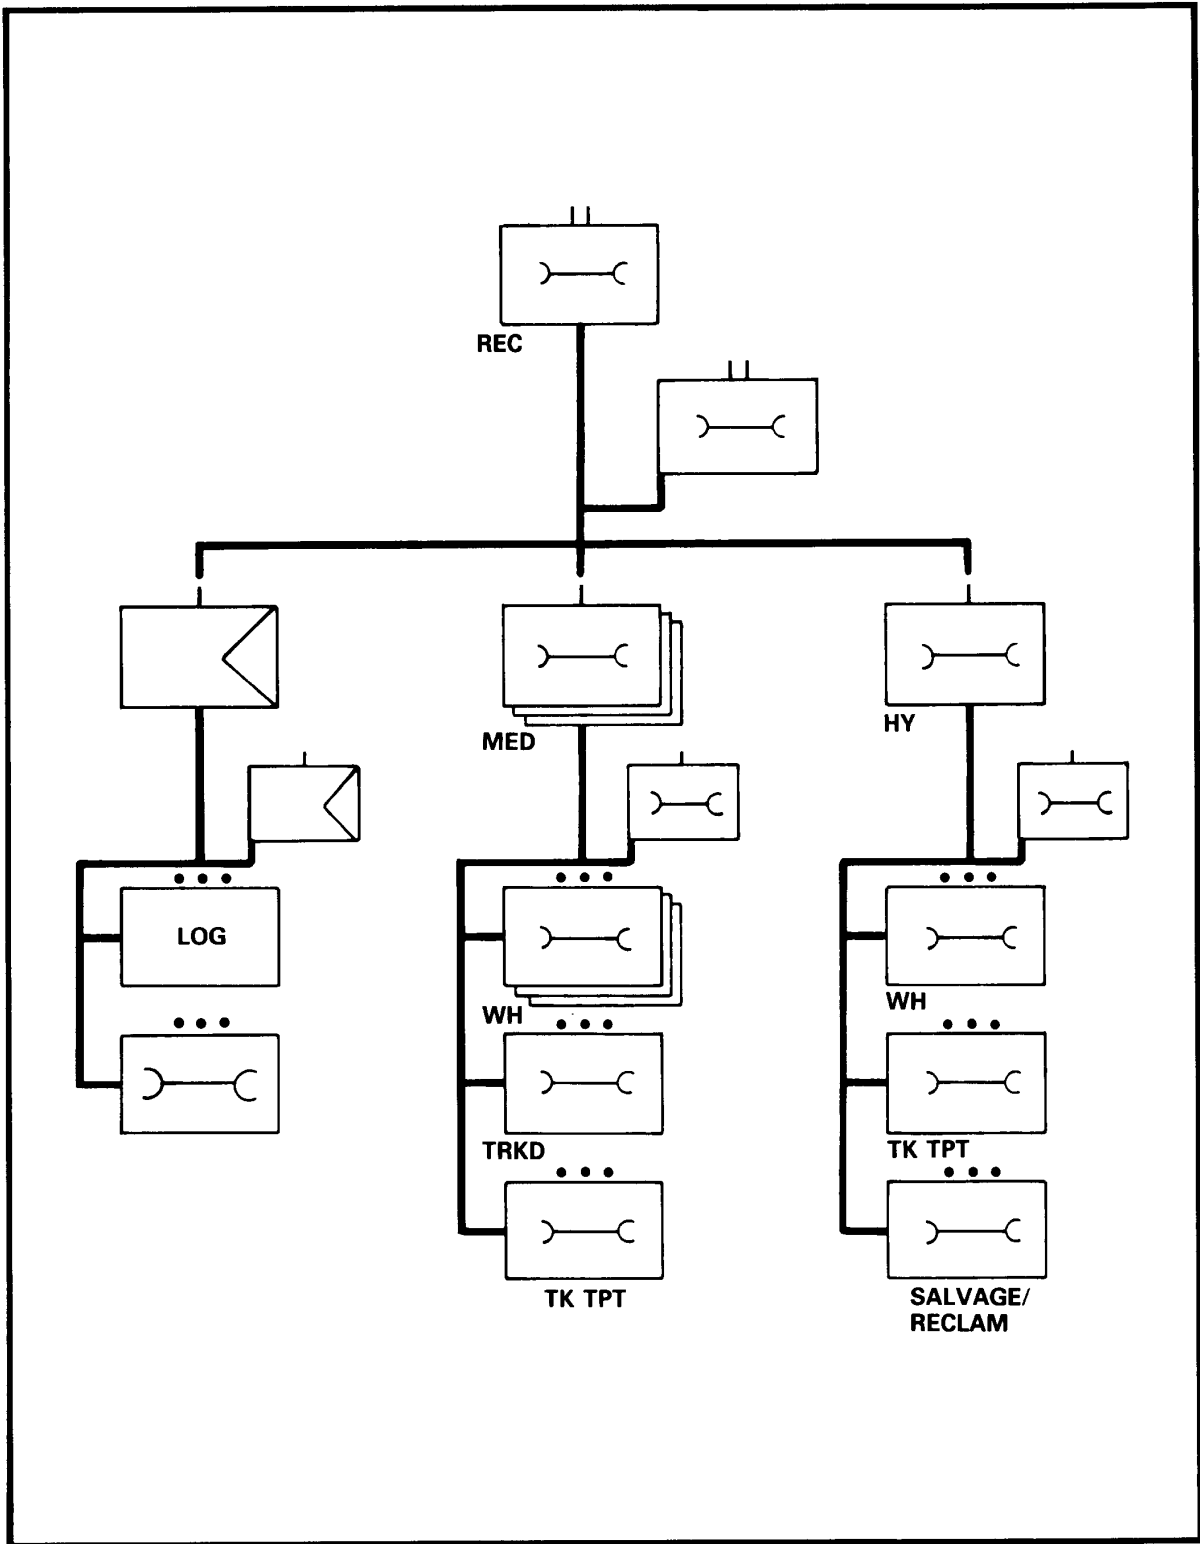 REC
MED
HY
LOG
WH
WH
TRKD
TK TPT
TK TPT
SALVAGE/
RECLAM